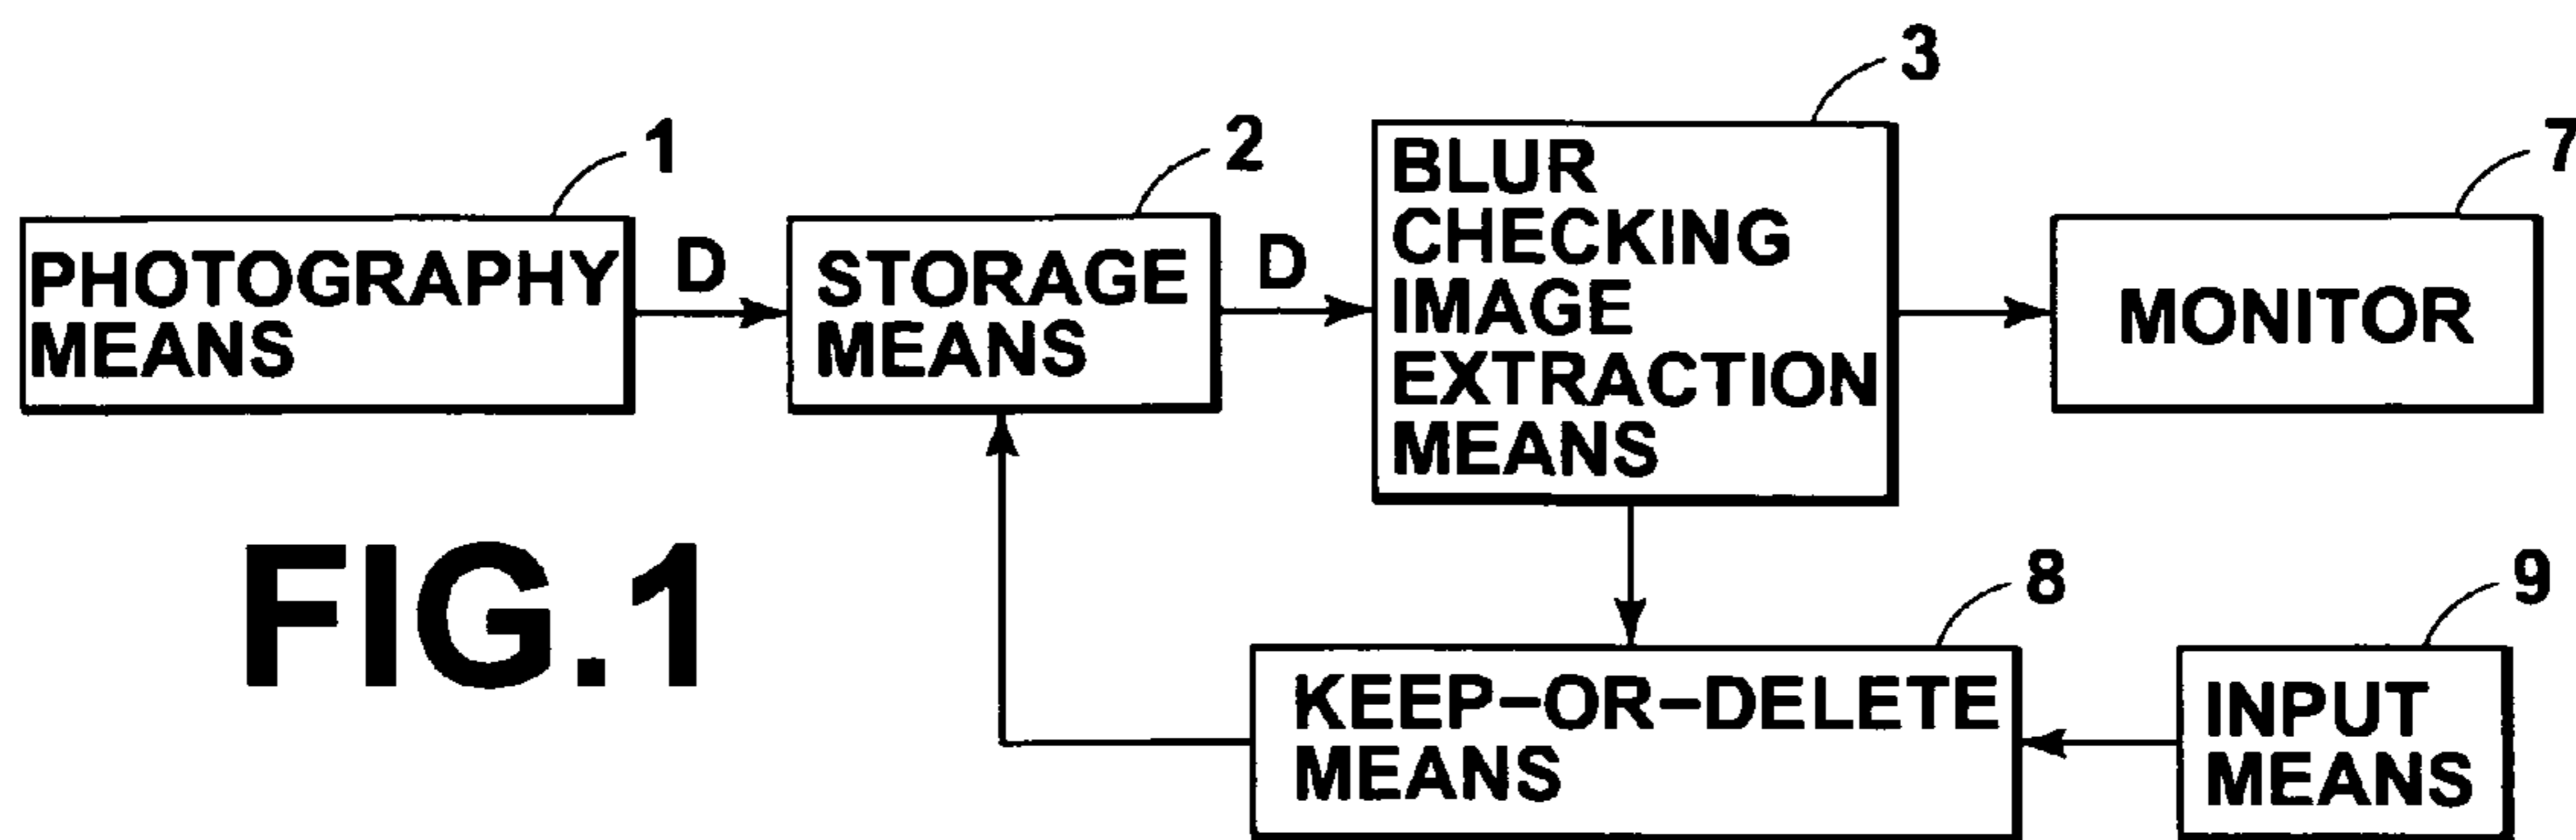 1
PHOTOGRAPHY
MEANS
D
2
STORAGE
MEANS
D
3
BLUR
CHECKING
IMAGE
EXTRACTION
MEANS
7
MONITOR
8
KEEP-OR-DELETE
MEANS
9
INPUT
MEANS
FIG.1